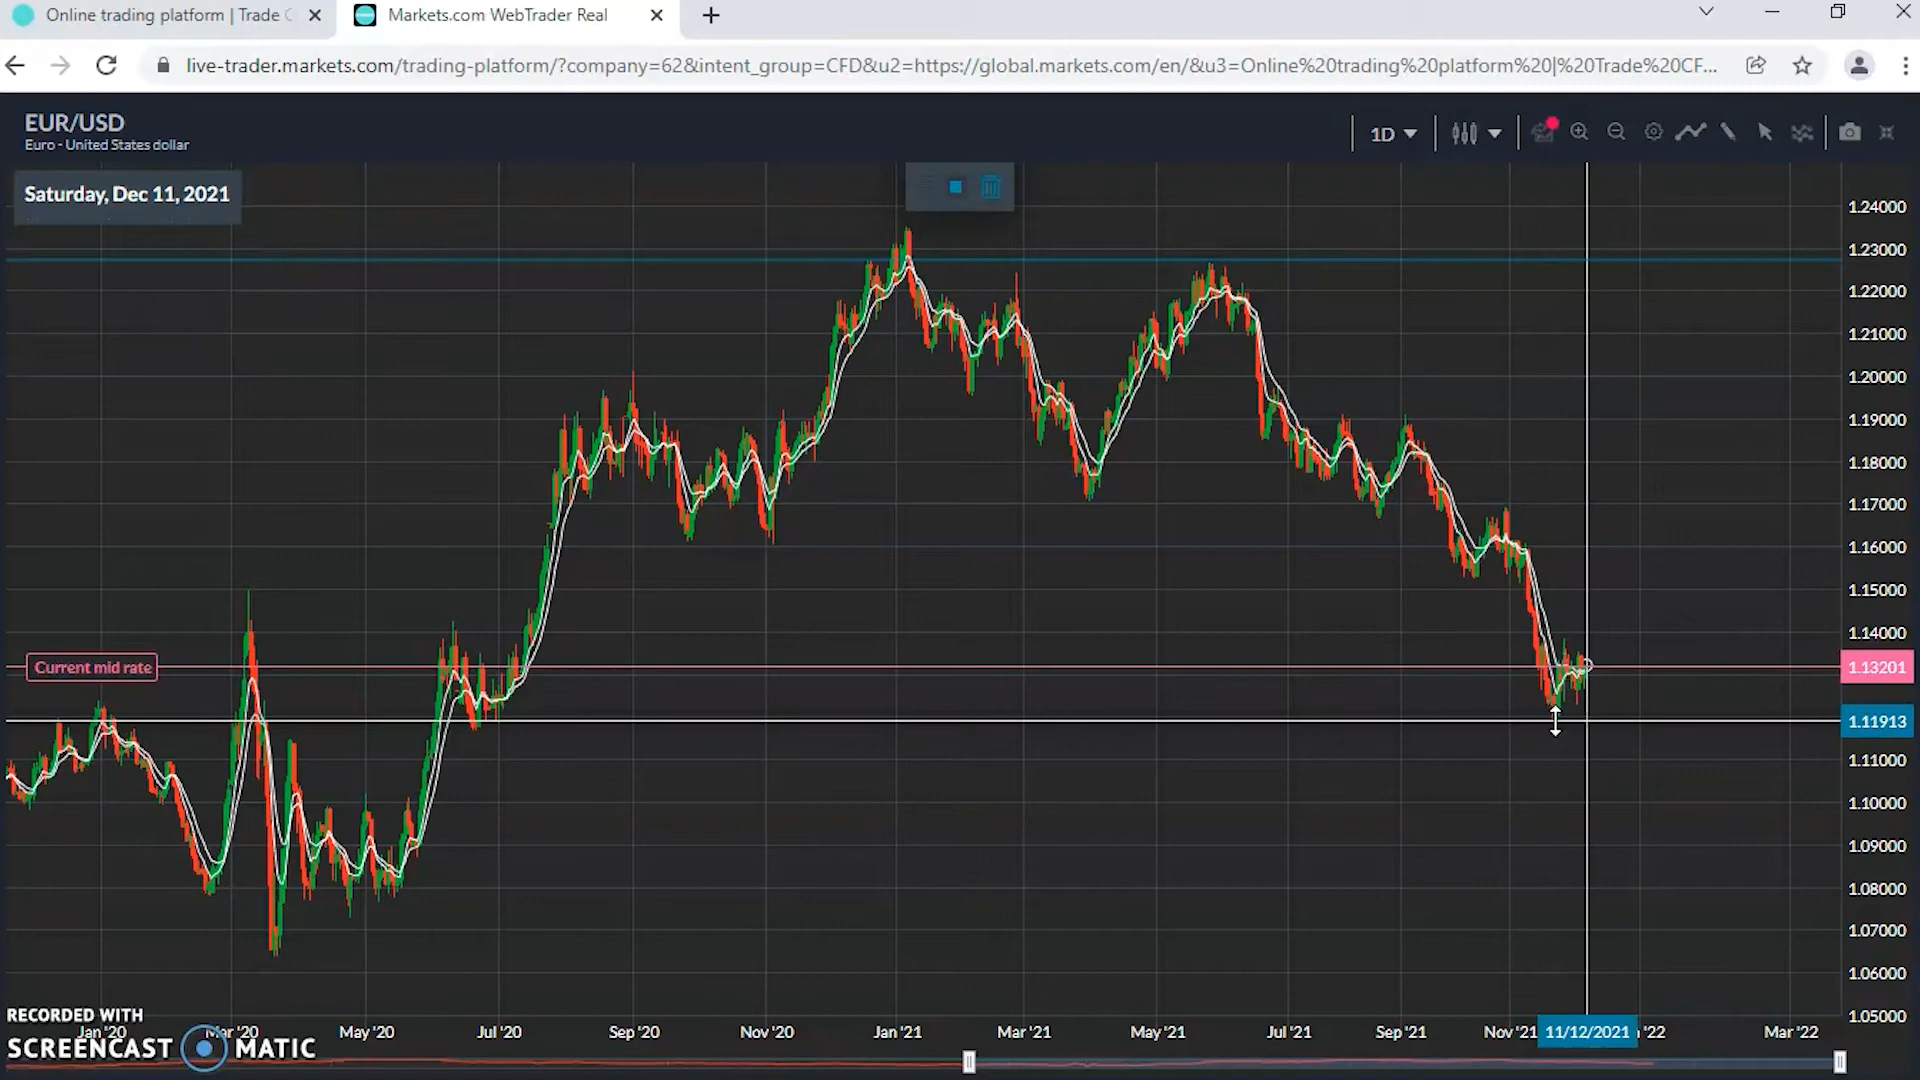 Online trading platform | Trade C
Markets.com WebTrader Real
live-trader.markets.com/trading-platform/?company=62&intent_group=CFD&u2=https://global.markets.com/en/&u3=Online%20trading%20platform%20|%20Trade%20CF...
EUR/USD
Euro - United States dollar
1D
Saturday, Dec 11, 2021
1.24000
1.23000
1.22000
1.21000
1.20000
1.19000
1.18000
1.17000
1.16000
1.15000
1.14000
Current mid rate
1.13201
1.11913
1.11000
1.10000
1.09000
1.08000
1.07000
1.06000
1.05000
Jan '20 Mar '20 May '20 Jul '20 Sep '20 Nov '20 Jan '21 Mar '21 May '21 Jul '21 Sep '21 Nov '21 11/12/2021 '22 Mar '22
RECORDED WITH
SCREENCAST MATIC